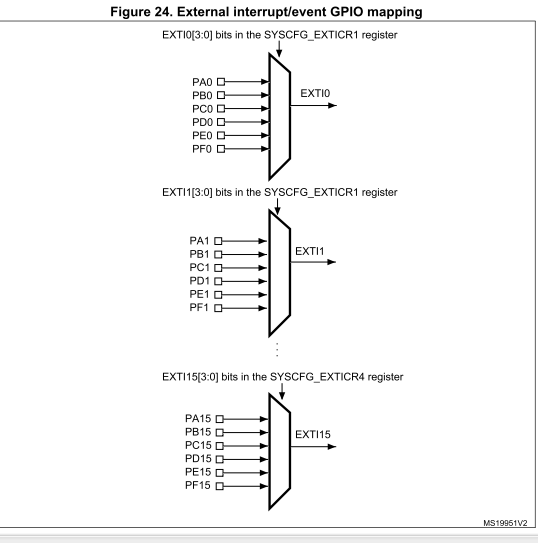 Figure 24. External interrupt/event GPIO mapping
EXTI0[3:0] bits in the SYSCFG_EXTICR1 register
PA0
PB0
PC0
PD0
PE0
PF0
EXTI0
EXTI1[3:0] bits in the SYSCFG_EXTICR1 register
PA1
PB1
PC1
PD1
PE1
PF1
EXTI1
EXTI15[3:0] bits in the SYSCFG_EXTICR4 register
PA15
PB15
PC15
PD15
PE15
PF15
EXTI15
MS19951V2